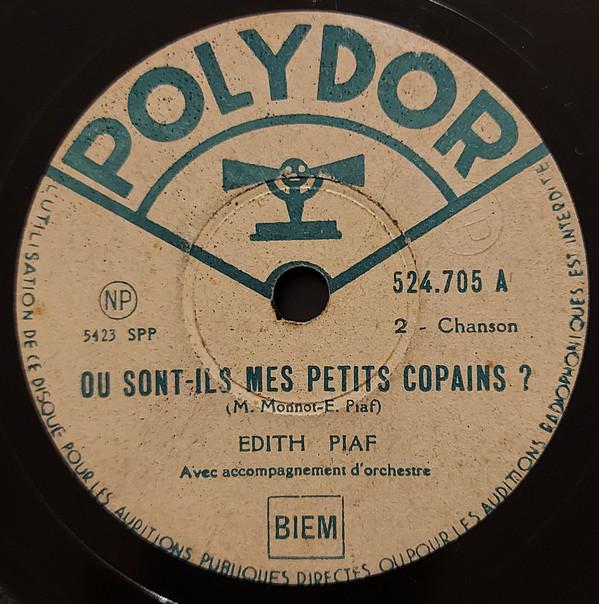 POLYDOR
524.705 A
NP
2 - Chanson
5423 SPP
OU SONT-ILS MES PETITS COPAINS ?
(M. Monnot-E. Piaf)
EDITH PIAF
Avec accompagnement d'orchestre
BIEM
L'UTILISATION DE CE DISQUE POUR LES AUDITIONS PUBLIQUES DIRECTES OU POUR LES AUDITIONS RADIOPHONIQUES, EST INTERDITE